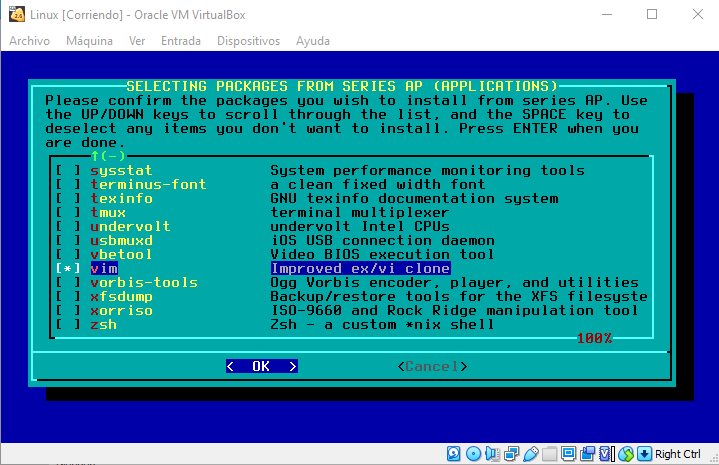 Linux [Corriendo] - Oracle VM VirtualBox
Archivo Máquina Ver Entrada Dispositivos Ayuda
SELECTING PACKAGES FROM SERIES AP (APPLICATIONS)
Please confirm the packages you wish to install from series AP. Use
the UP/DOWN keys to scroll through the list, and the SPACE key to
deselect any items you don't want to install. Press ENTER when you
are done.
↑(-)
[ ] sysstat System performance monitoring tools
[ ] terminus-font a clean fixed width font
[ ] texinfo GNU texinfo documentation system
[ ] tmux terminal multiplexer
[ ] undervolt undervolt Intel CPUs
[ ] usbmuxd iOS USB connection daemon
[ ] vbetool Video BIOS execution tool
[*] vim Improved ex/vi clone
[ ] vorbis-tools Ogg Vorbis encoder, player, and utilities
[ ] xfsdump Backup/restore tools for the XFS filesyste
[ ] xorriso ISO-9660 and Rock Ridge manipulation tool
[ ] zsh Zsh - a custom *nix shell
100%
< OK > <Cancel>
Right Ctrl